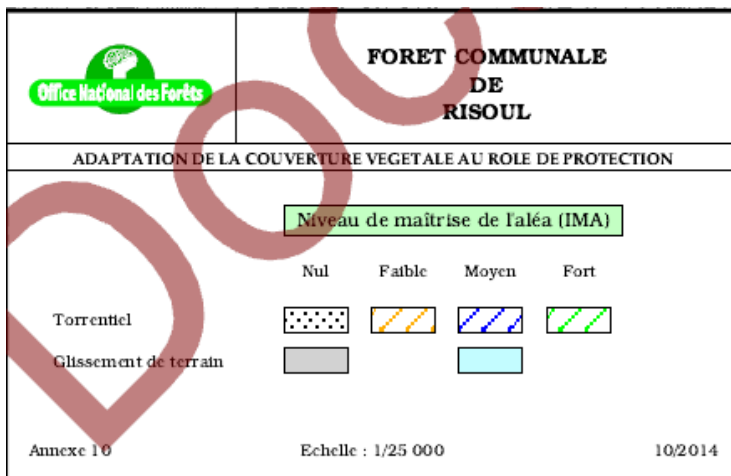 Office National des Forêts
FORET COMMUNALE
DE
RISOUL
ADAPTATION DE LA COUVERTURE VEGETALE AU ROLE DE PROTECTION
Niveau de maîtrise de l'aléa (IMA)
Nul Faible Moyen Fort
Torrentiel
Glissement de terrain
Annexe 10 Echelle : 1/25 000 10/2014
DOC